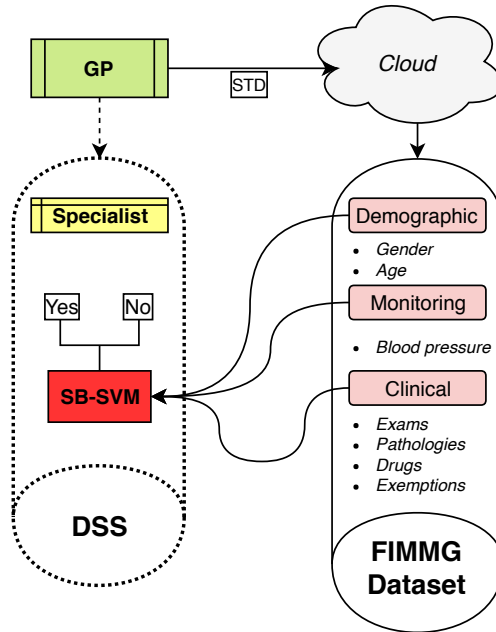 GP
STD
Cloud
Specialist
Yes
No
SB-SVM
DSS
Demographic
• Gender
• Age
Monitoring
• Blood pressure
Clinical
• Exams
• Pathologies
• Drugs
• Exemptions
FIMMG
Dataset